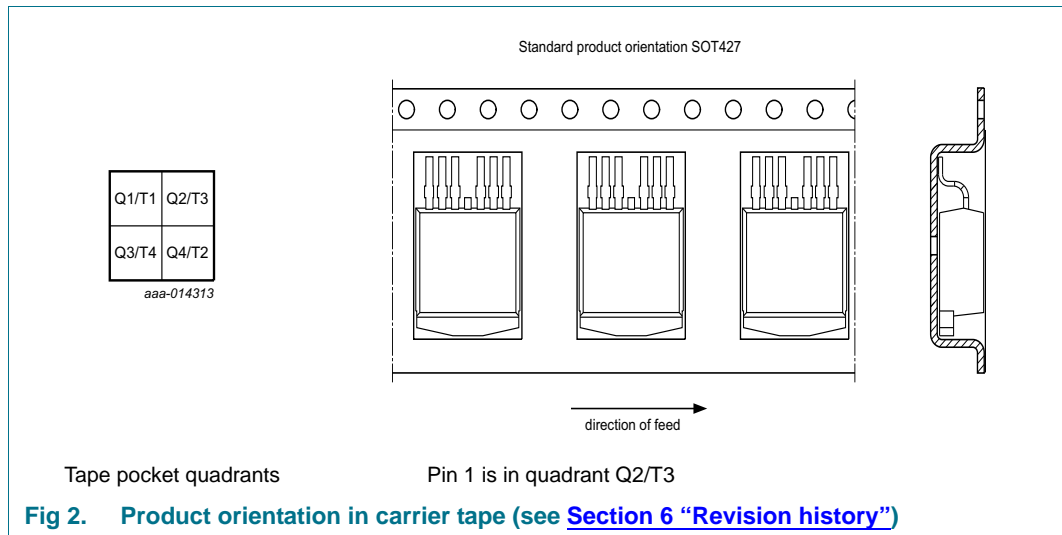 Standard product orientation SOT427
Q1/T1 Q2/T3
Q3/T4 Q4/T2
aaa-014313
direction of feed
Tape pocket quadrants
Pin 1 is in quadrant Q2/T3
Fig 2. Product orientation in carrier tape (see Section 6 “Revision history”)